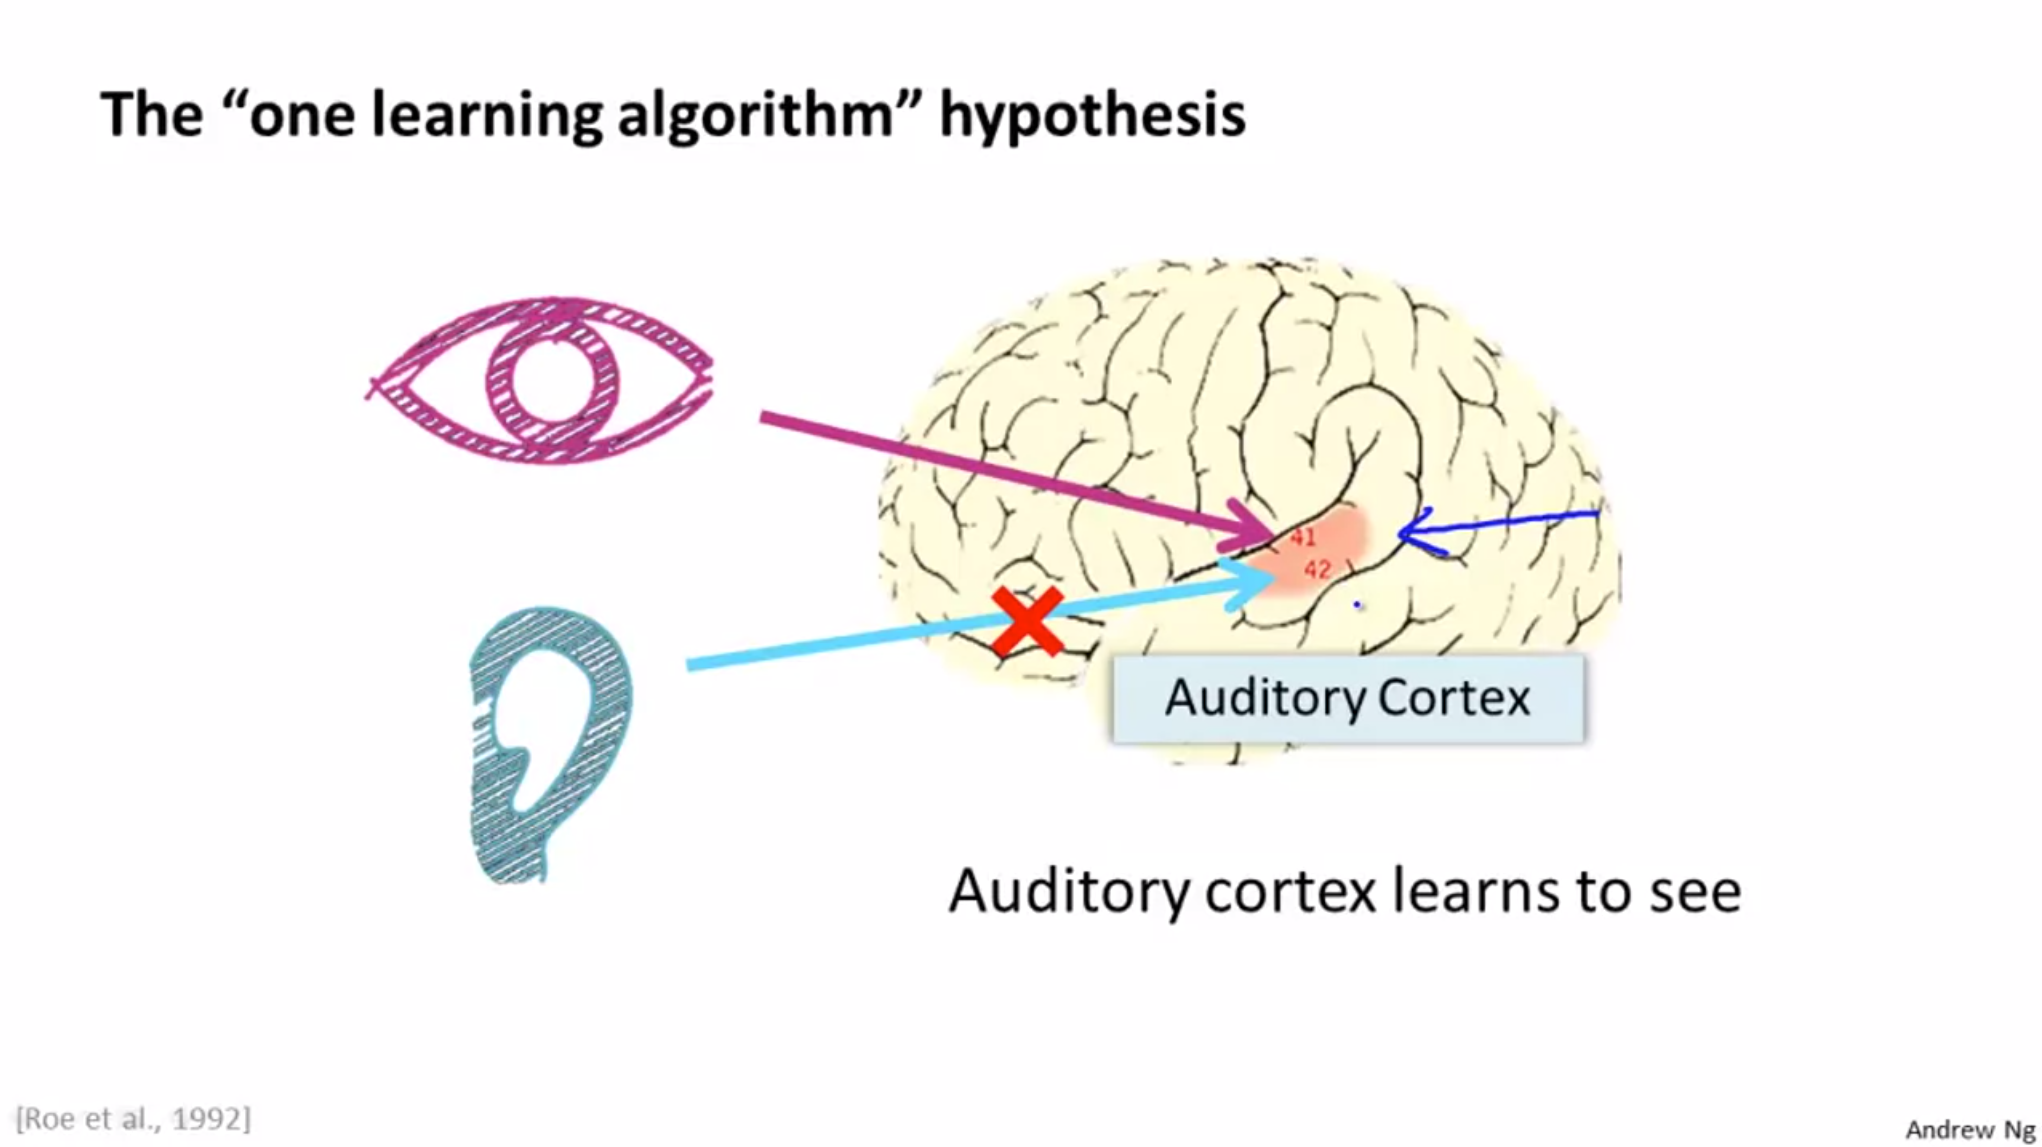 The “one learning algorithm” hypothesis
41
42
Auditory Cortex
Auditory cortex learns to see
[Roe et al., 1992]
Andrew Ng